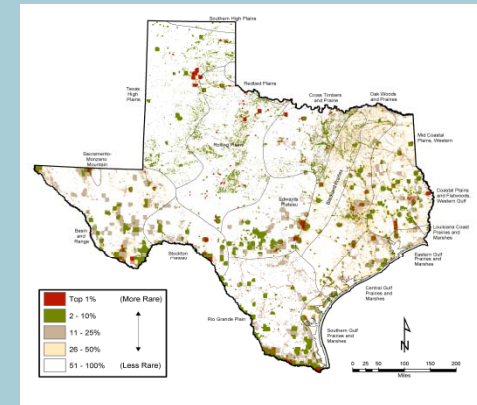 Southern High Plains
Texas
High
Plains
Redbed Plains
Cross Timbers
and Prairie
Oak Woods
and Prairies
Rolling Plains
Mid Coastal
Plains, Western
Sacramento-
Monzano
Mountain
Blackland Prairies
Coastal Plains
and Flatwoods,
Western Gulf
Edwards
Plateau
Basin
and
Range
Stockton
Plateau
Louisiana Coast
Prairies and
Marshes
Eastern Gulf
Prairies and
Marshes
Central Gulf
Prairies and
Marshes
Rio Grande Plain
Southern Gulf
Prairies and
Marshes
Top 1% (More Rare)
2 - 10%
11 - 25%
26 - 50%
51 - 100% (Less Rare)
N
0 25 50 100 150 200
Miles